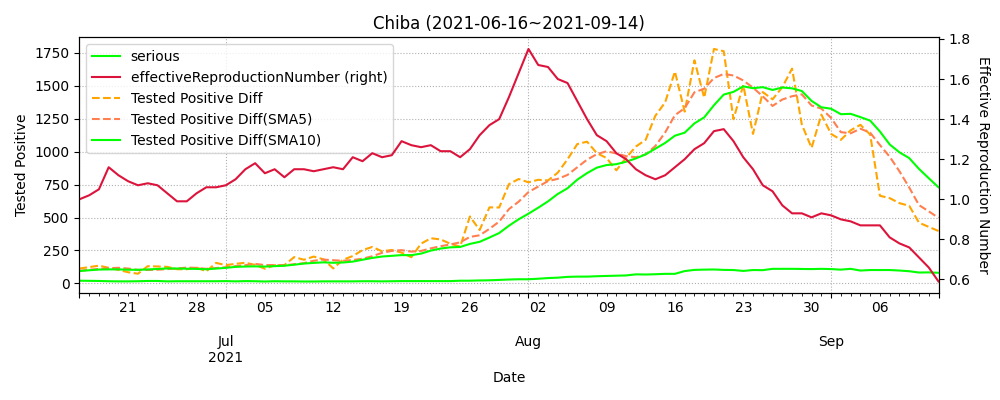 Chiba (2021-06-16~2021-09-14)
serious
effectiveReproductionNumber (right)
Tested Positive Diff
Tested Positive Diff(SMA5)
Tested Positive Diff(SMA10)
Tested Positive
1750
1500
1250
1000
750
500
250
0
Effective Reproduction Number
1.8
1.6
1.4
1.2
1.0
0.8
0.6
21 28 05 12 19 26 02 09 16 23 30 06
Jul Aug Sep
2021
Date